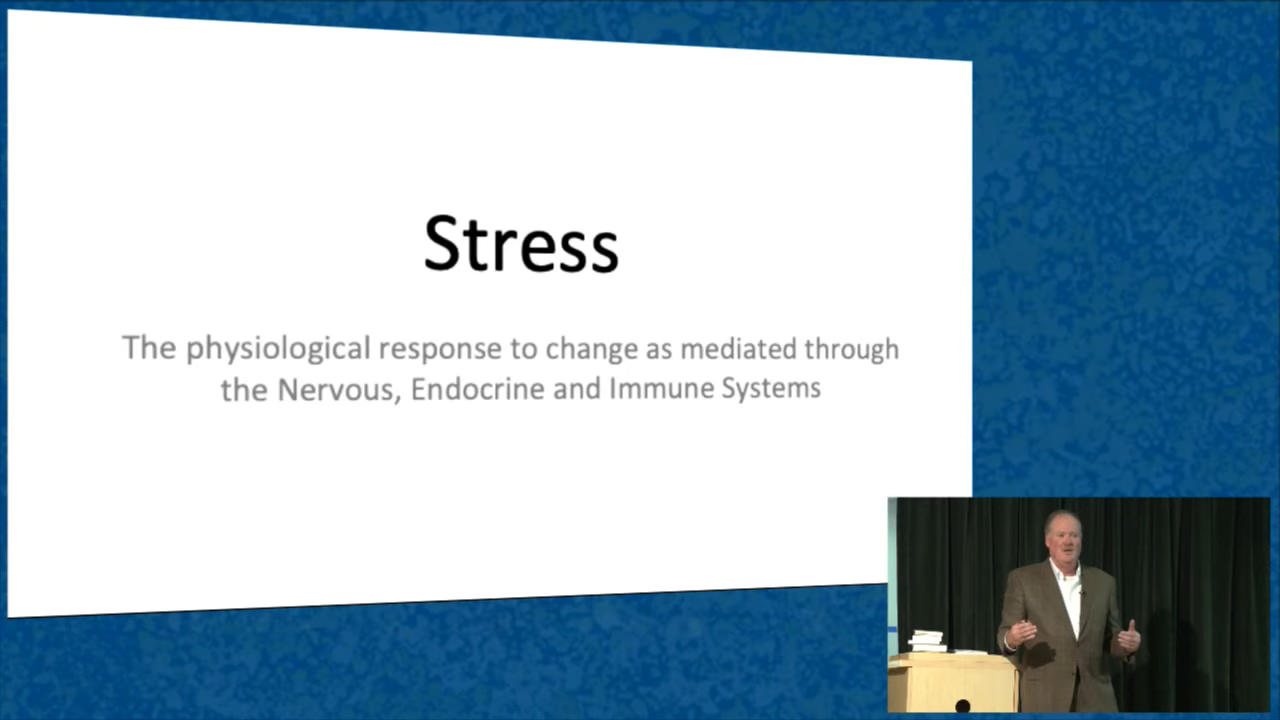 Stress
The physiological response to change as mediated through
the Nervous, Endocrine and Immune Systems